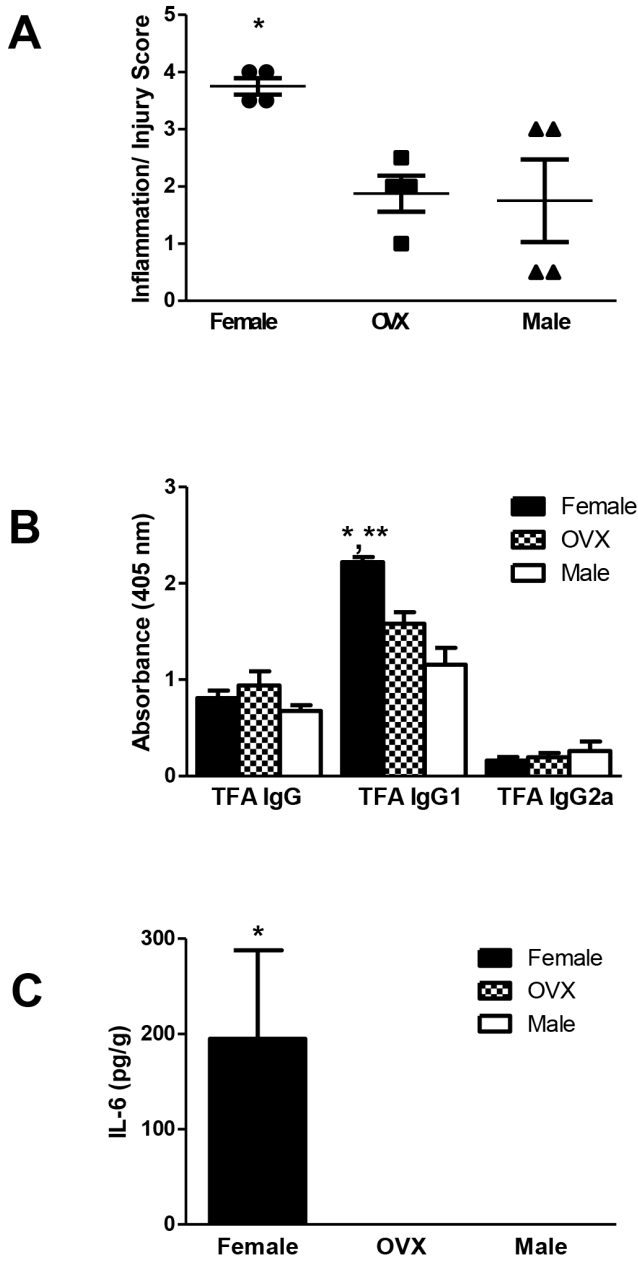 A
Inflammation/ Injury Score
*
5
4
3
2
1
0
Female OVX Male
B
Absorbance (405 nm)
3
2
1
0
*,**
Female
OVX
Male
TFA IgG TFA IgG1 TFA IgG2a
C
IL-6 (pg/g)
300
200
100
0
*
Female
OVX
Male
Female OVX Male